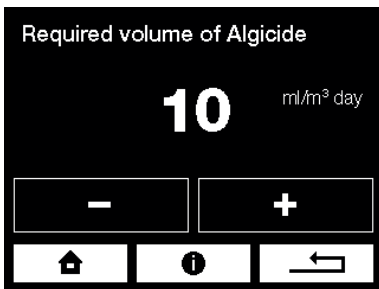 Required volume of Algicide
10 ml/m³ day
− +